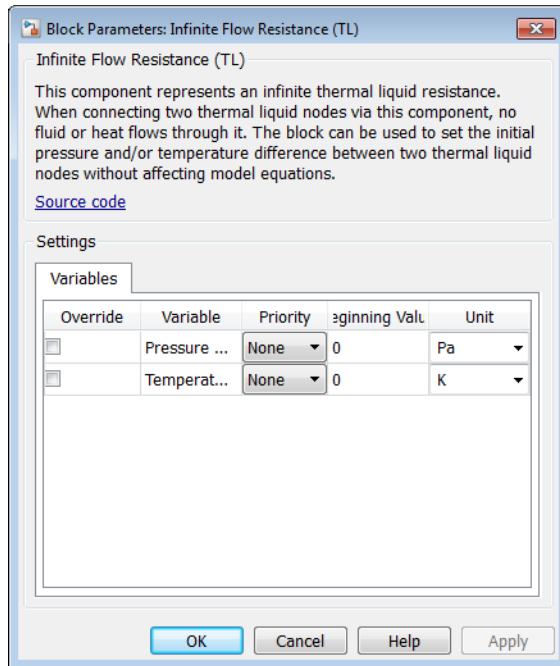 Block Parameters: Infinite Flow Resistance (TL)
Infinite Flow Resistance (TL)
This component represents an infinite thermal liquid resistance.
When connecting two thermal liquid nodes via this component, no
fluid or heat flows through it. The block can be used to set the initial
pressure and/or temperature difference between two thermal liquid
nodes without affecting model equations.
Source code
Settings
Variables
Override Variable Priority eginning Valu Unit
Pressure ... None 0 Pa
Temperat... None 0 K
OK Cancel Help Apply